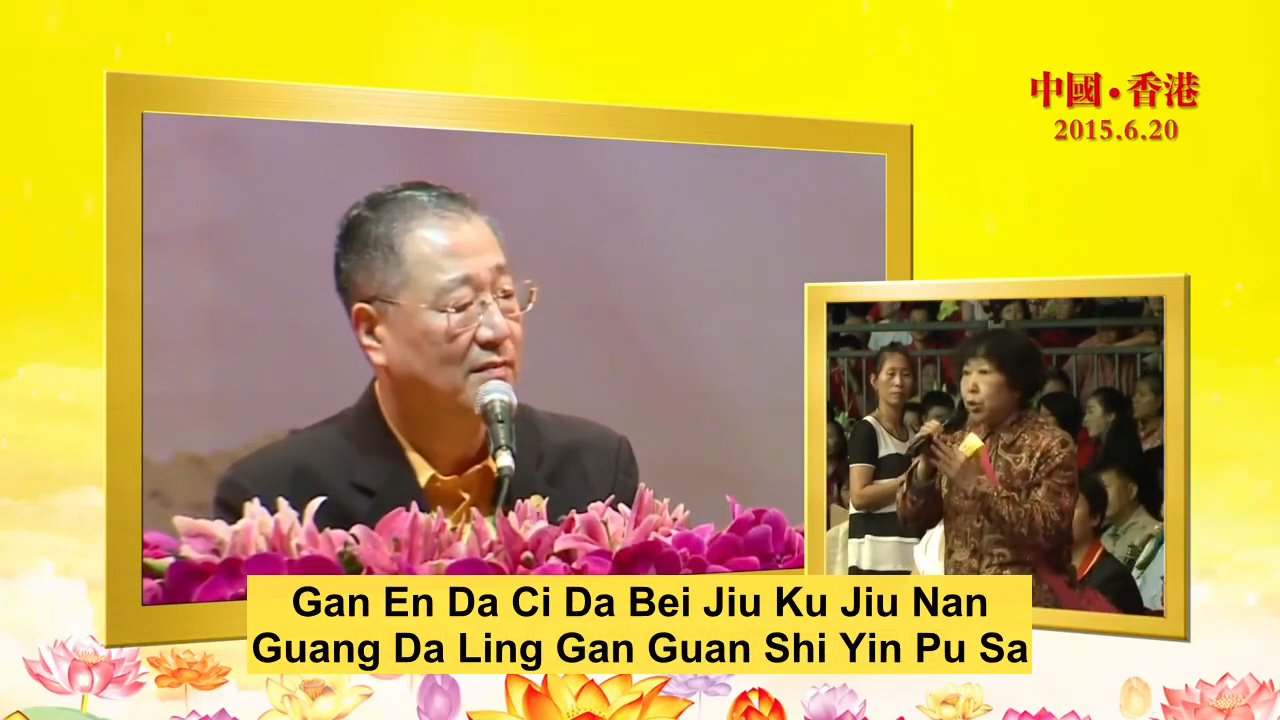 中國•香港
2015.6.20
Gan En Da Ci Da Bei Jiu Ku Jiu Nan
Guang Da Ling Gan Guan Shi Yin Pu Sa